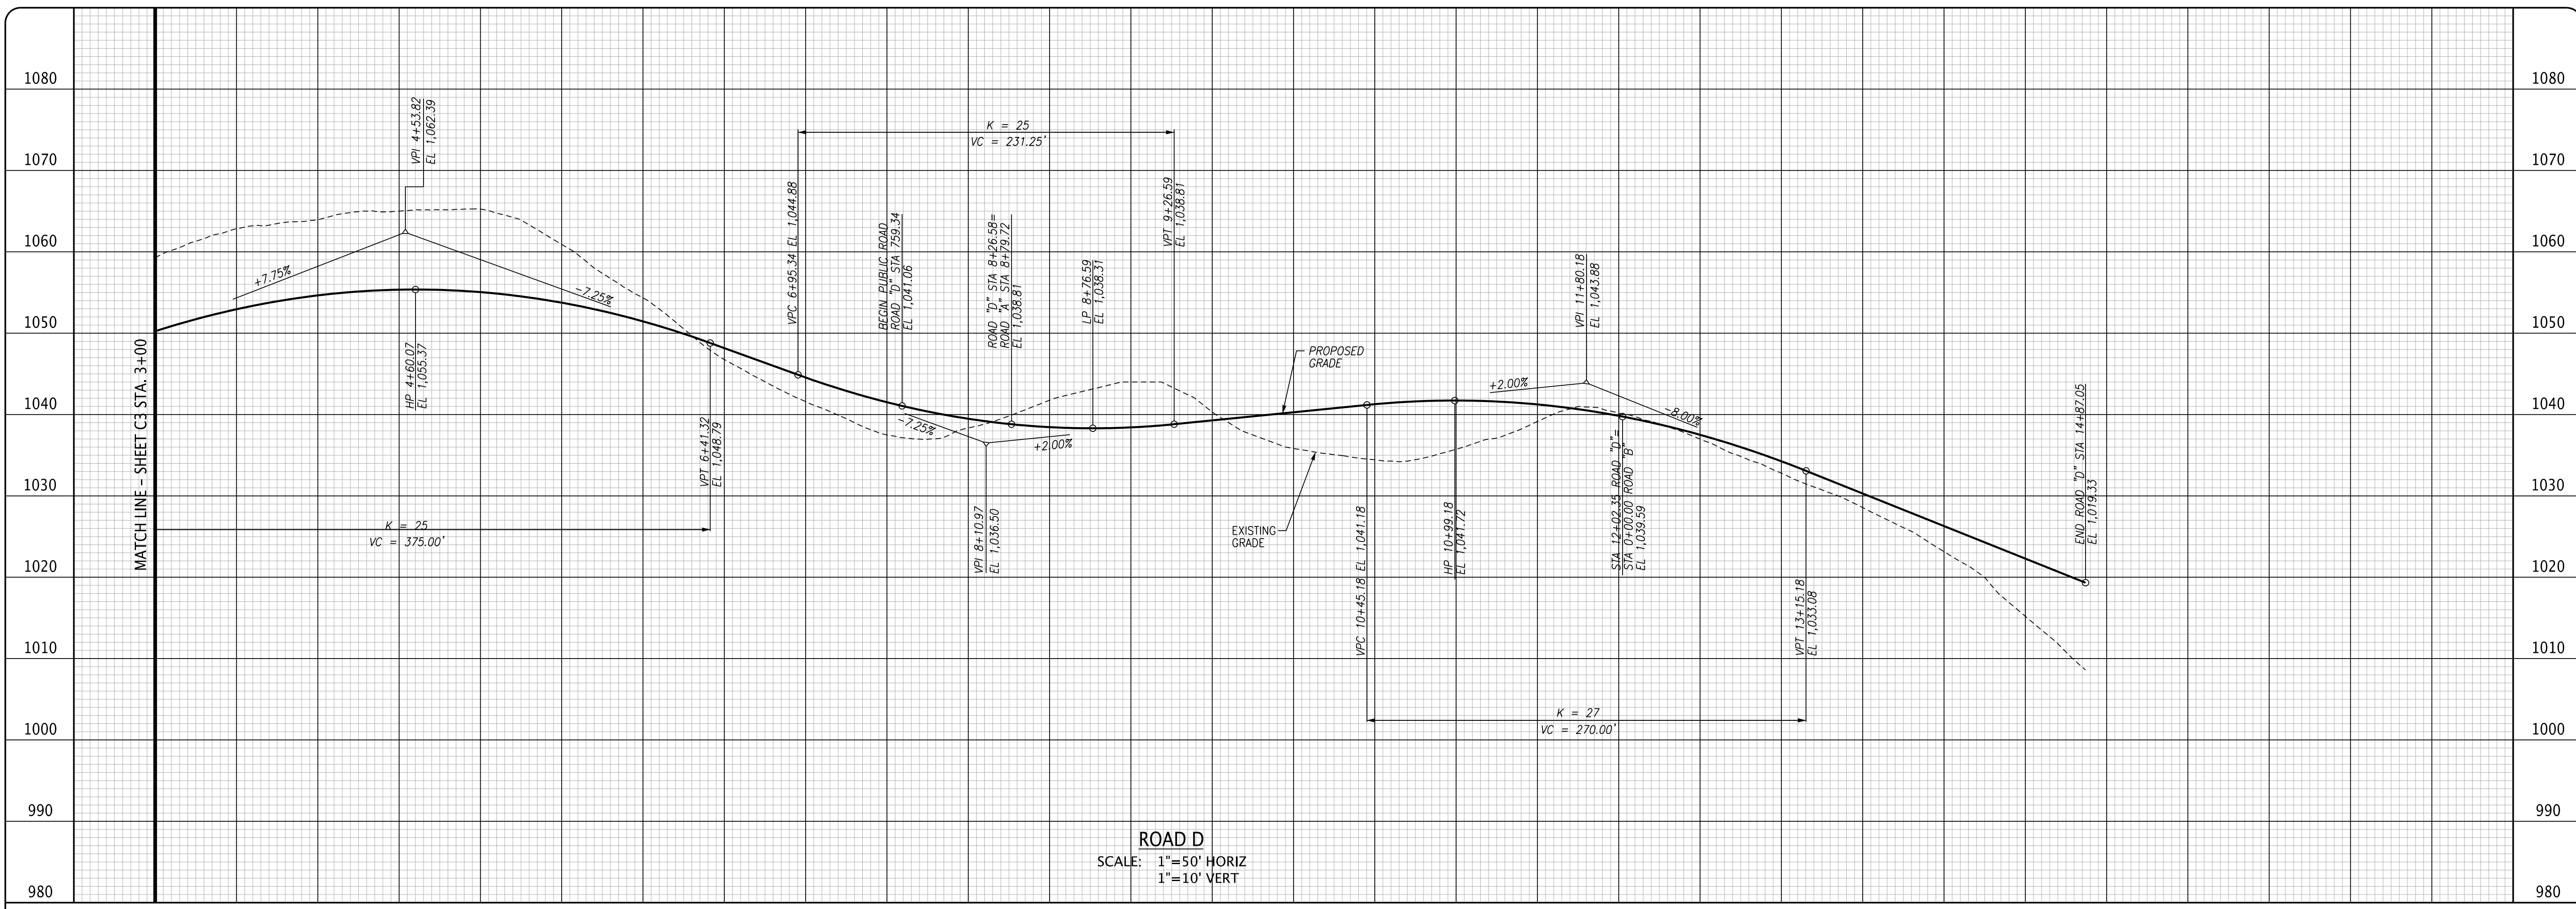 1080
1070
1060
1050
1040
1030
1020
1010
1000
990
980
MATCH LINE - SHEET C3 STA. 3+00
+7.75%
VPI 4+53.82
EL 1,062.39
-7.25%
HP 4+60.07
EL 1,055.37
K = 25
VC = 375.00'
VPT 6+41.32
EL 1,048.79
VPC 6+95.34 EL 1,044.88
K = 25
VC = 231.25'
BEGIN PUBLIC ROAD
ROAD "D" STA 759.34
EL 1,041.06
-7.25%
VPI 8+10.97
EL 1,036.50
+2.00%
ROAD "D" STA 8+26.58=
ROAD "A" STA 8+79.72
EL 1,038.81
LP 8+76.59
EL 1,038.31
VPT 9+26.59
EL 1,038.81
PROPOSED
GRADE
EXISTING
GRADE
VPC 10+45.18 EL 1,041.18
HP 10+99.18
EL 1,041.72
+2.00%
VPI 11+80.18
EL 1,043.88
-8.00%
STA 12+02.35 ROAD "D"=
STA 0+00.00 ROAD "B"
EL 1,039.59
K = 27
VC = 270.00'
VPT 13+15.18
EL 1,033.08
END ROAD "D" STA 14+87.05
EL 1,019.33
1080
1070
1060
1050
1040
1030
1020
1010
1000
990
980
ROAD D
SCALE: 1"=50' HORIZ
1"=10' VERT